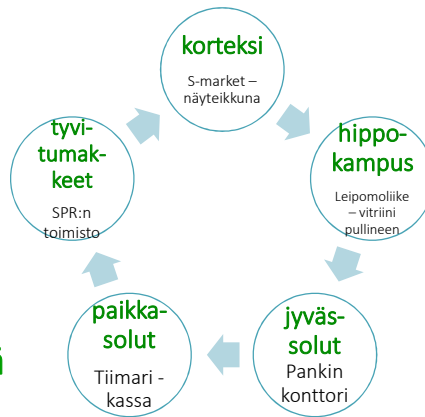 korteksi
S-market –
näyteikkuna
hippo-
kampus
Leipomoliike
– vitriini
pullineen
jyväs-
solut
Pankin
konttori
paikka-
solut
Tiimari -
kassa
tyvi-
tumak-
keet
SPR:n
toimisto